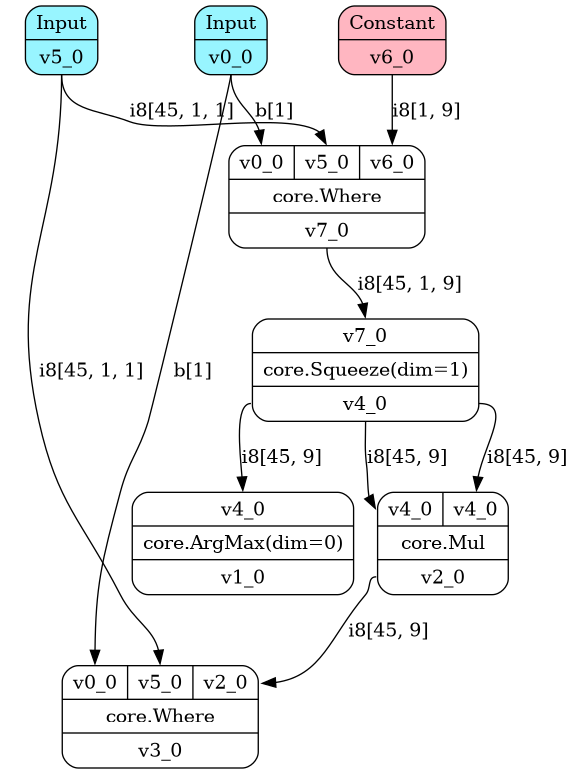 Input
v5_0
Input
v0_0
Constant
v6_0
i8[45, 1, 1]
b[1]
i8[1, 9]
v0_0 v5_0 v6_0
core.Where
v7_0
i8[45, 1, 9]
v7_0
core.Squeeze(dim=1)
v4_0
i8[45, 1, 1]
b[1]
i8[45, 9]
i8[45, 9]
i8[45, 9]
v4_0
core.ArgMax(dim=0)
v1_0
v4_0 v4_0
core.Mul
v2_0
i8[45, 9]
v0_0 v5_0 v2_0
core.Where
v3_0